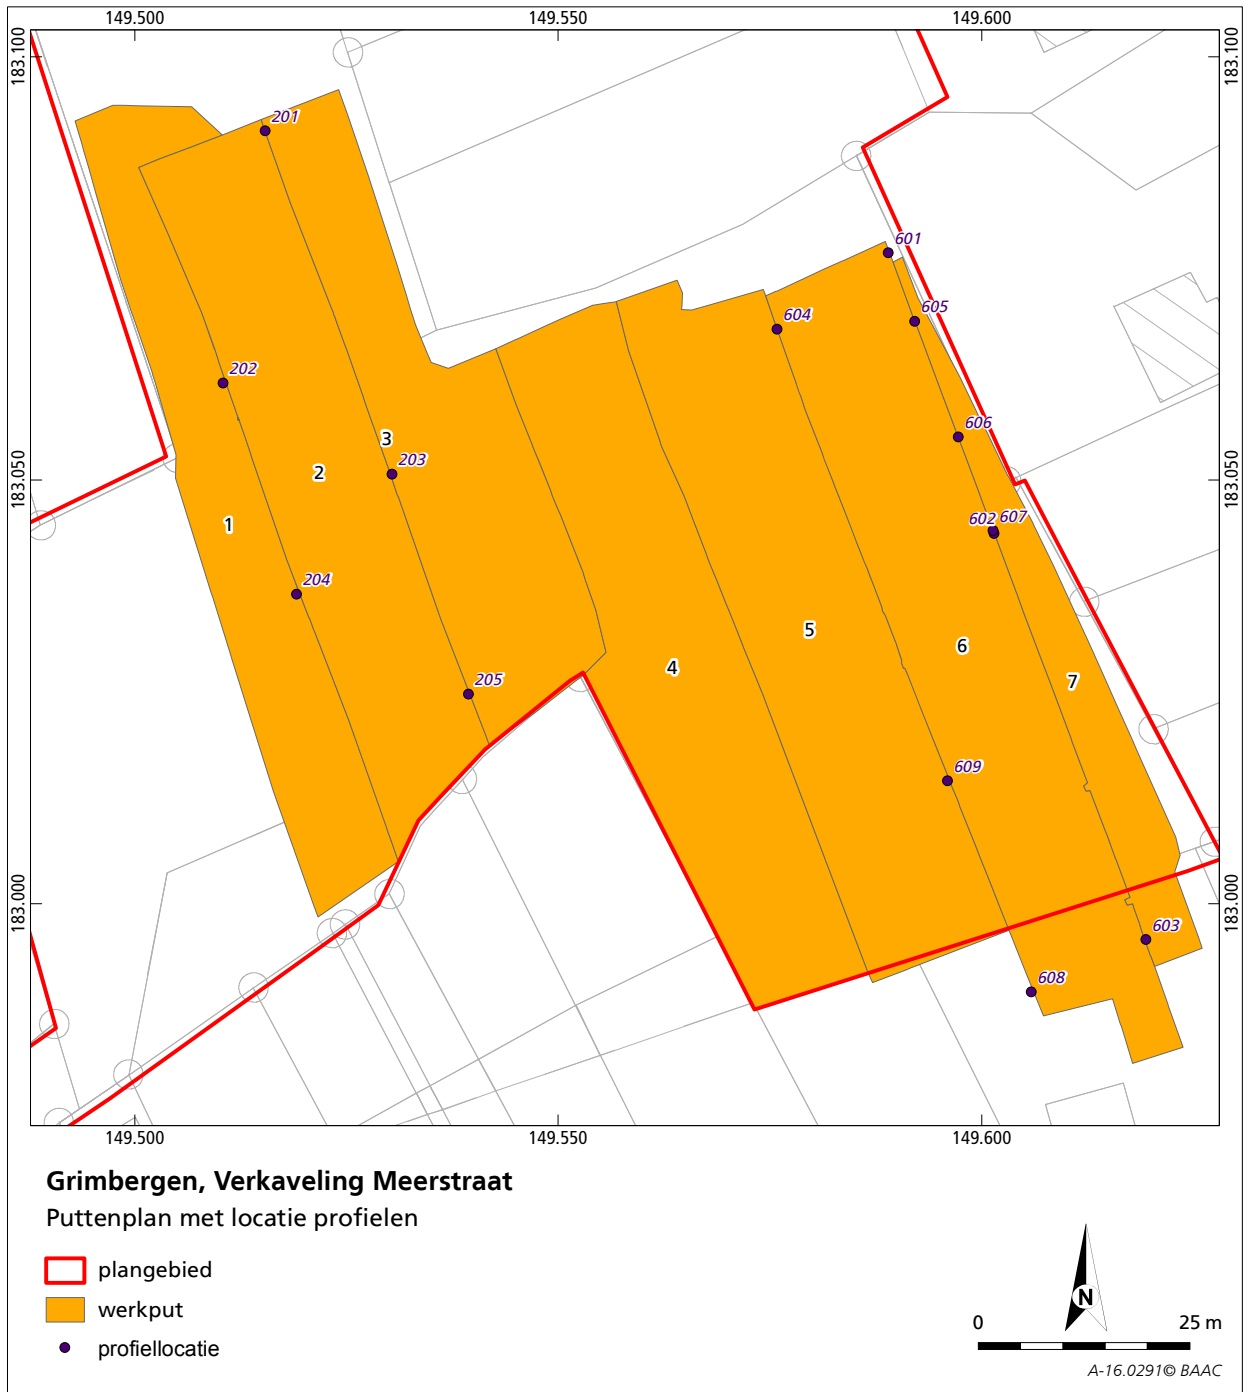 149.500 149.550 149.600
183.100 183.100
201
601
605
604
202
606
3
203
2
183.050 183.050
1
602 607
204
5
6
4
7
205
609
183.000 183.000
603
608
149.500 149.550 149.600
Grimbergen, Verkaveling Meerstraat
Puttenplan met locatie profielen
plangebied
werkput
profiellocatie
N
0 25 m
A-16.0291© BAAC